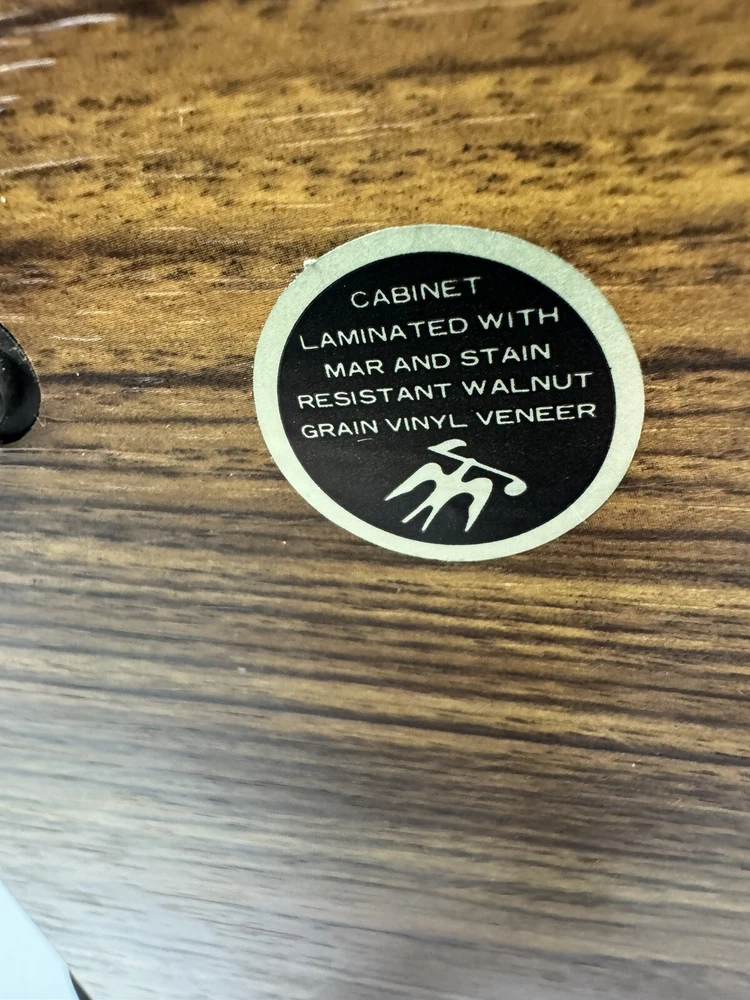 CABINET
LAMINATED WITH
MAR AND STAIN
RESISTANT WALNUT
GRAIN VINYL VENEER